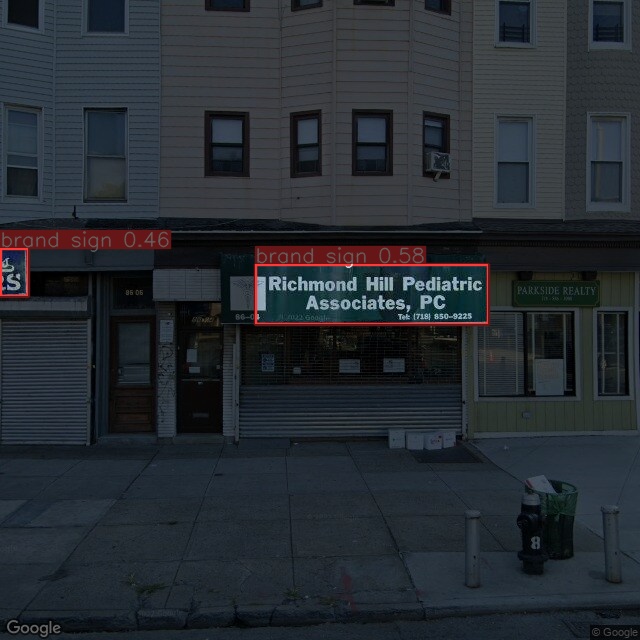 brand sign 0.46
brand sign 0.58
Richmond Hill Pediatric
Associates, PC
Tel: (718) 850-9225
86-06
© 2022 Google
PARKSIDE REALTY
Google